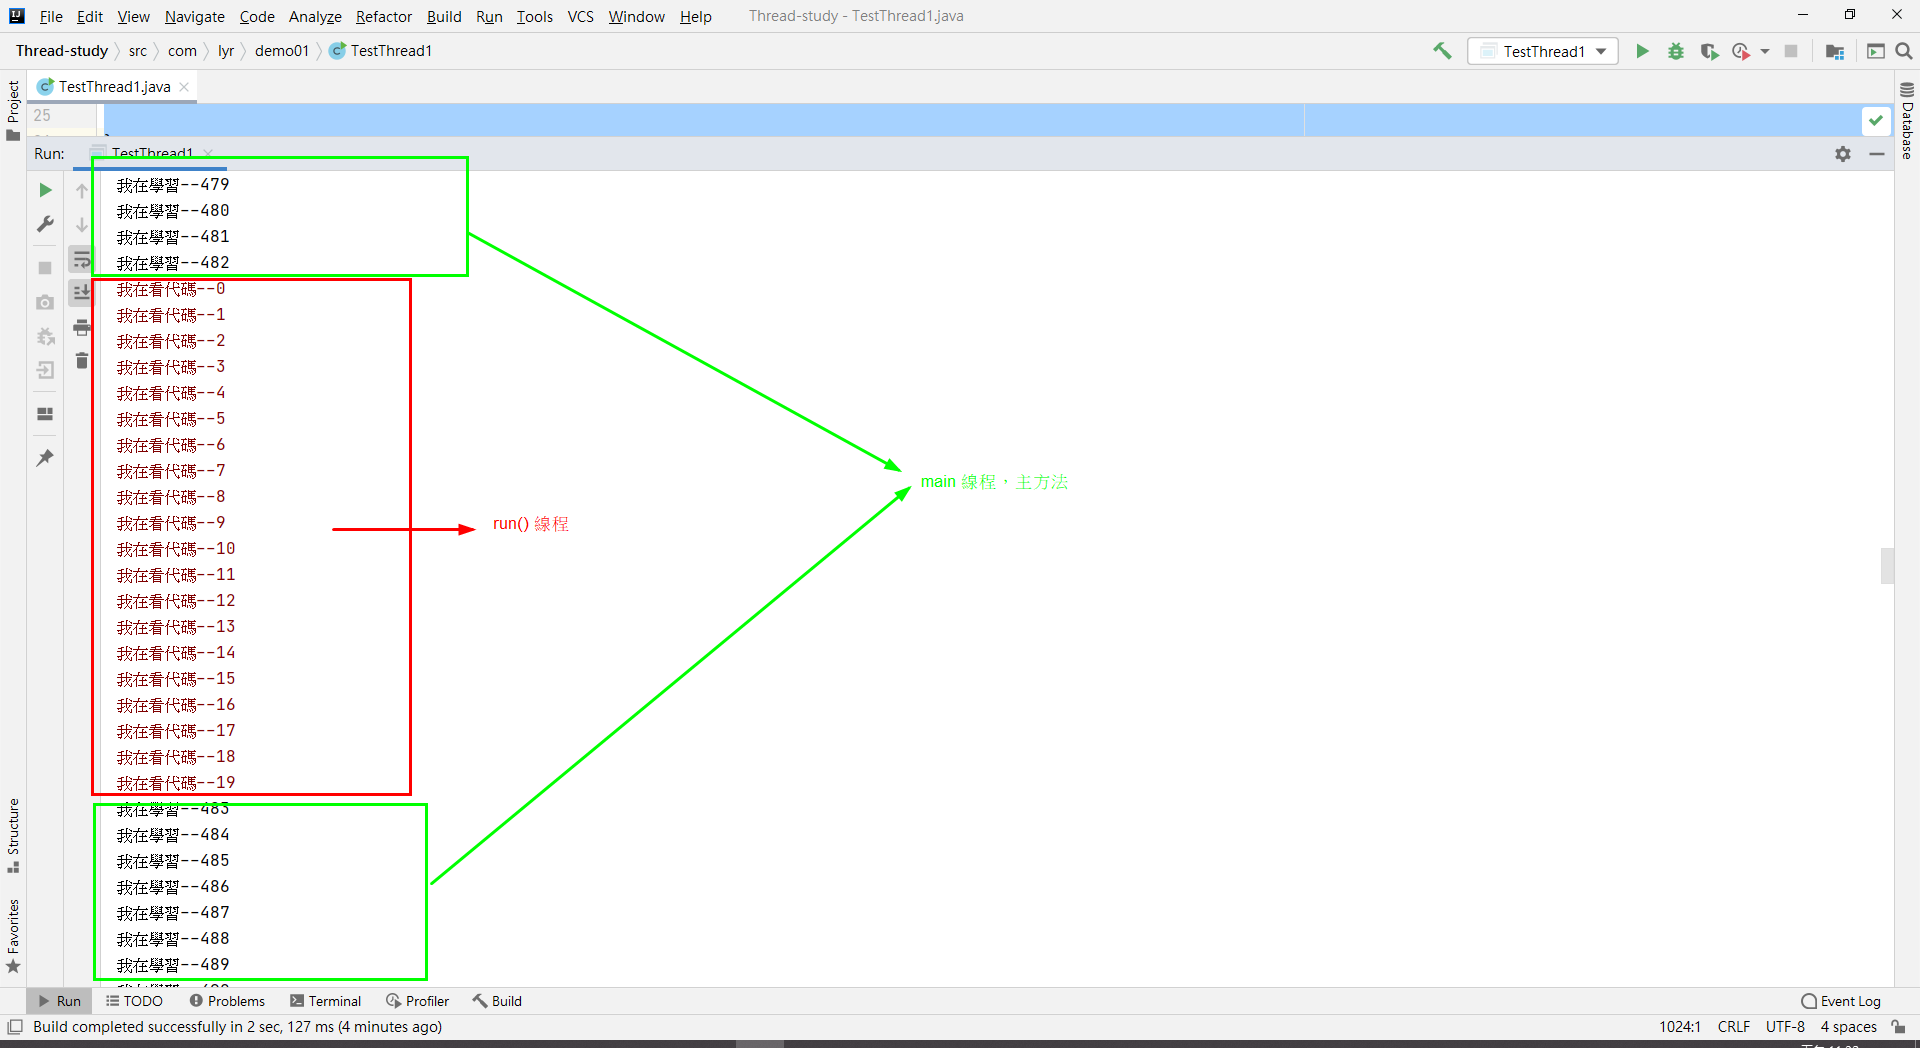 File Edit View Navigate Code Analyze Refactor Build Run Tools VCS Window Help Thread-study - TestThread1.java
Thread-study src com lyr demo01 TestThread1 TestThread1
Project
TestThread1.java
25
Database
Run: TestThread1
我在學習--479
我在學習--480
我在學習--481
我在學習--482
我在看代碼--0
我在看代碼--1
我在看代碼--2
我在看代碼--3
我在看代碼--4
我在看代碼--5
我在看代碼--6
我在看代碼--7
我在看代碼--8
我在看代碼--9
我在看代碼--10
我在看代碼--11
我在看代碼--12
我在看代碼--13
我在看代碼--14
我在看代碼--15
我在看代碼--16
我在看代碼--17
我在看代碼--18
我在看代碼--19
我在學習--483
我在學習--484
我在學習--485
我在學習--486
我在學習--487
我在學習--488
我在學習--489
main 線程，主方法
run() 線程
Structure
Favorites
Run TODO Problems Terminal Profiler Build Event Log
Build completed successfully in 2 sec, 127 ms (4 minutes ago) 1024:1 CRLF UTF-8 4 spaces